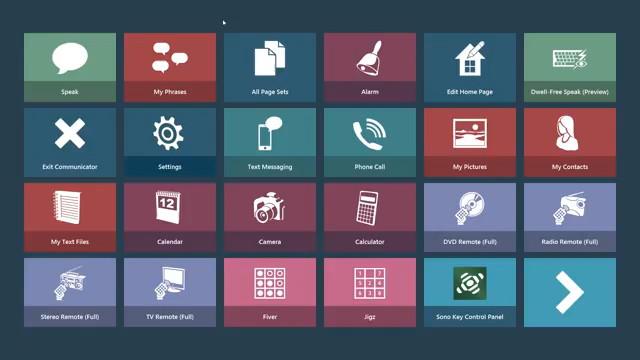 Speak
My Phrases
All Page Sets
Alarm
Edit Home Page
Dwell-Free Speak (Preview)
Exit Communicator
Settings
Text Messaging
Phone Call
My Pictures
My Contacts
My Text Files
12
Calendar
Camera
Calculator
DVD Remote (Full)
Radio Remote (Full)
Stereo Remote (Full)
TV Remote (Full)
Fiver
Jigz
Sono Key Control Panel